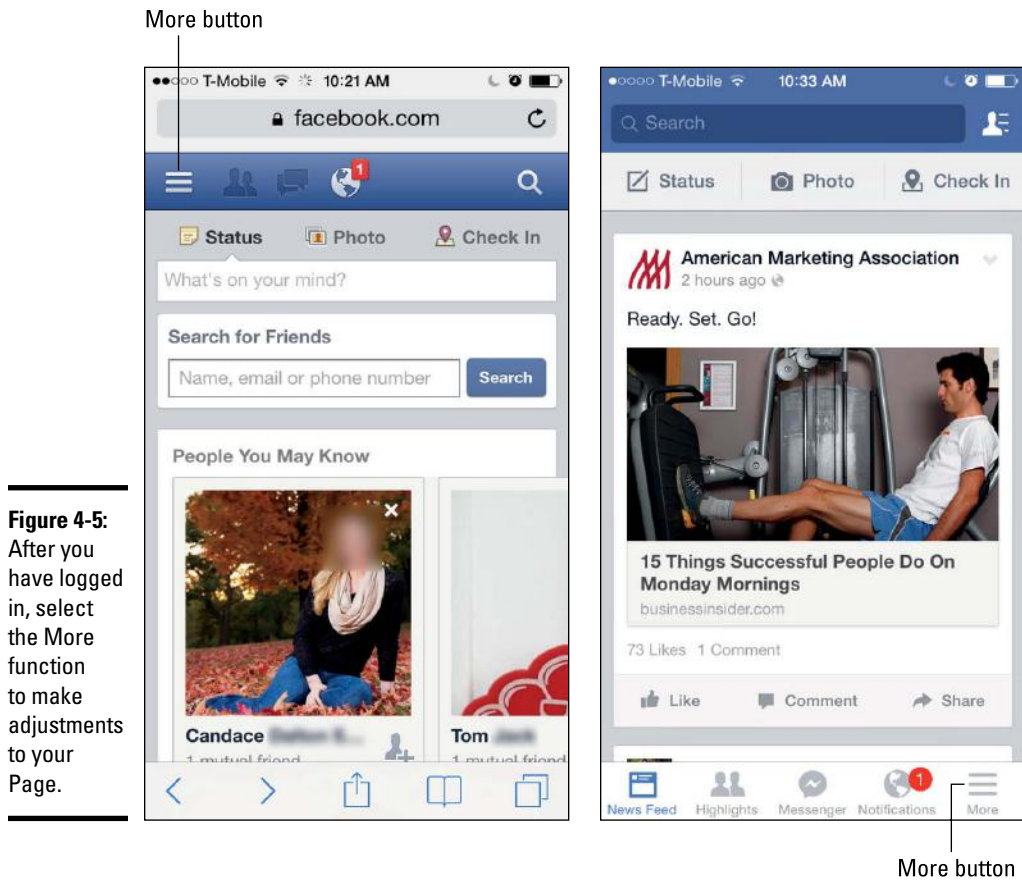 More button
T-Mobile 10:21 AM
facebook.com
1
Status Photo Check In
What's on your mind?
Search for Friends
Name, email or phone number Search
People You May Know
Candace
1 mutual friend
Tom
1 mutual friend
T-Mobile 10:33 AM
Search
Status Photo Check In
American Marketing Association
2 hours ago
Ready. Set. Go!
15 Things Successful People Do On
Monday Mornings
businessinsider.com
73 Likes 1 Comment
Like Comment Share
1
News Feed Highlights Messenger Notifications More
More button
Figure 4-5:
After you
have logged
in, select
the More
function
to make
adjustments
to your
Page.